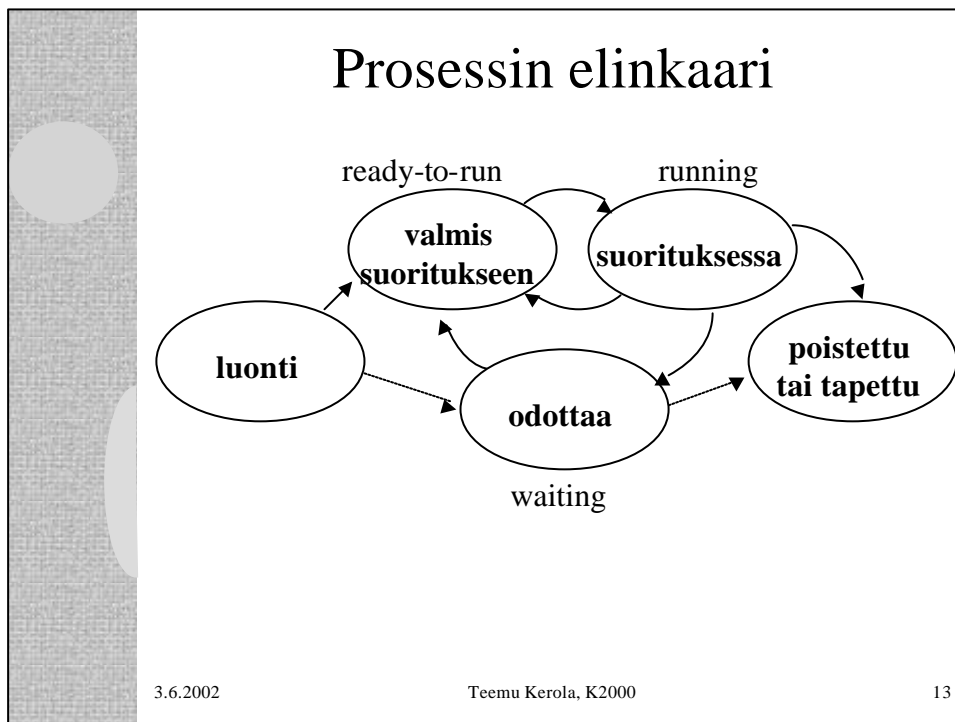 Prosessin elinkaari
ready-to-run
running
valmis
suoritukseen
suorituksessa
luonti
poistettu
tai tapettu
odottaa
waiting
3.6.2002
Teemu Kerola, K2000
13